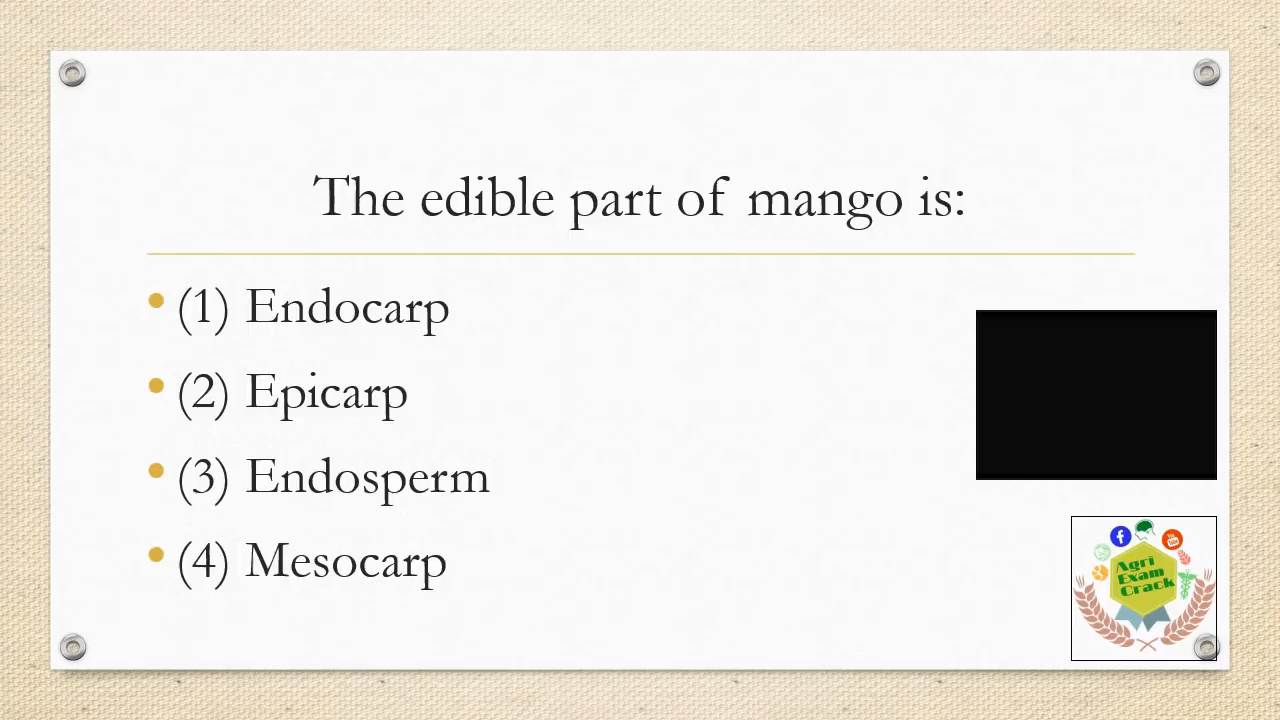 The edible part of mango is:
(1) Endocarp
(2) Epicarp
(3) Endosperm
(4) Mesocarp
Agri
Exam
Crack